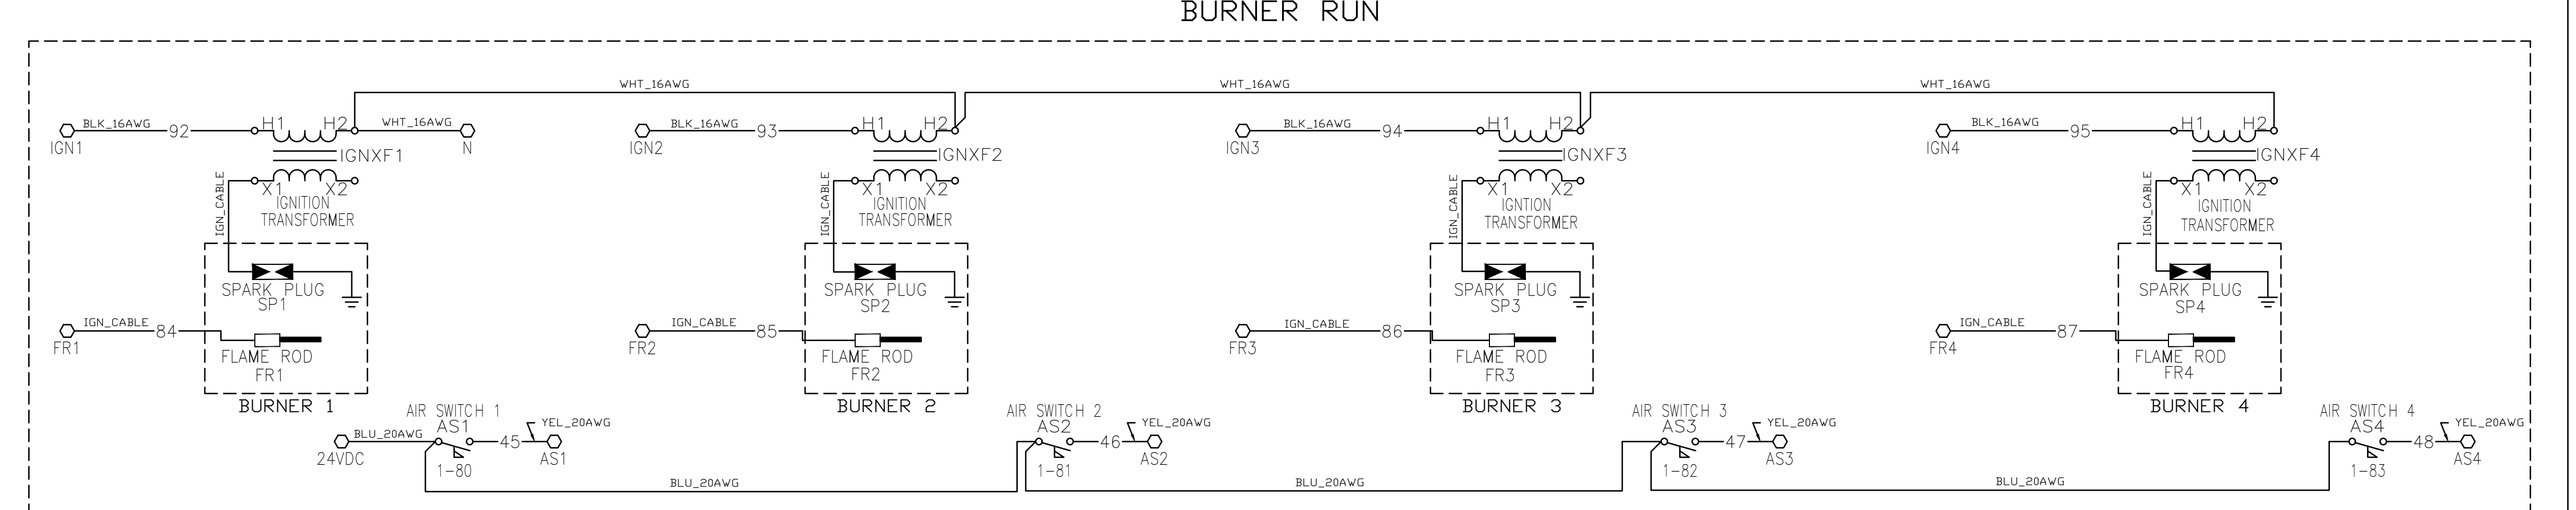 BURNER RUN
WHT_16AWG
WHT_16AWG
WHT_16AWG
BLK_16AWG 92 H1 H2 WHT_16AWG
IGN1 N
IGNXF1
BLK_16AWG 93 H1 H2
IGN2
IGNXF2
BLK_16AWG 94 H1 H2
IGN3
IGNXF3
BLK_16AWG 95 H1 H2
IGN4
IGNXF4
IGN_CABLE
X1 X2
IGNITION
TRANSFORMER
IGN_CABLE
X1 X2
IGNITION
TRANSFORMER
IGN_CABLE
X1 X2
IGNTION
TRANSFORMER
IGN_CABLE
X1 X2
IGNITION
TRANSFORMER
SPARK PLUG
SP1
SPARK PLUG
SP2
SPARK PLUG
SP3
SPARK PLUG
SP4
IGN_CABLE 84
FR1
FLAME ROD
FR1
BURNER 1
IGN_CABLE 85
FR2
FLAME ROD
FR2
BURNER 2
IGN_CABLE 86
FR3
FLAME ROD
FR3
BURNER 3
IGN_CABLE 87
FR4
FLAME ROD
FR4
BURNER 4
AIR SWITCH 1
AS1
BLU_20AWG 45 YEL_20AWG
24VDC 1-80 AS1
BLU_20AWG
AIR SWITCH 2
AS2
46 YEL_20AWG
1-81 AS2
BLU_20AWG
AIR SWITCH 3
AS3
47 YEL_20AWG
1-82 AS3
BLU_20AWG
AIR SWITCH 4
AS4
48 YEL_20AWG
1-83 AS4